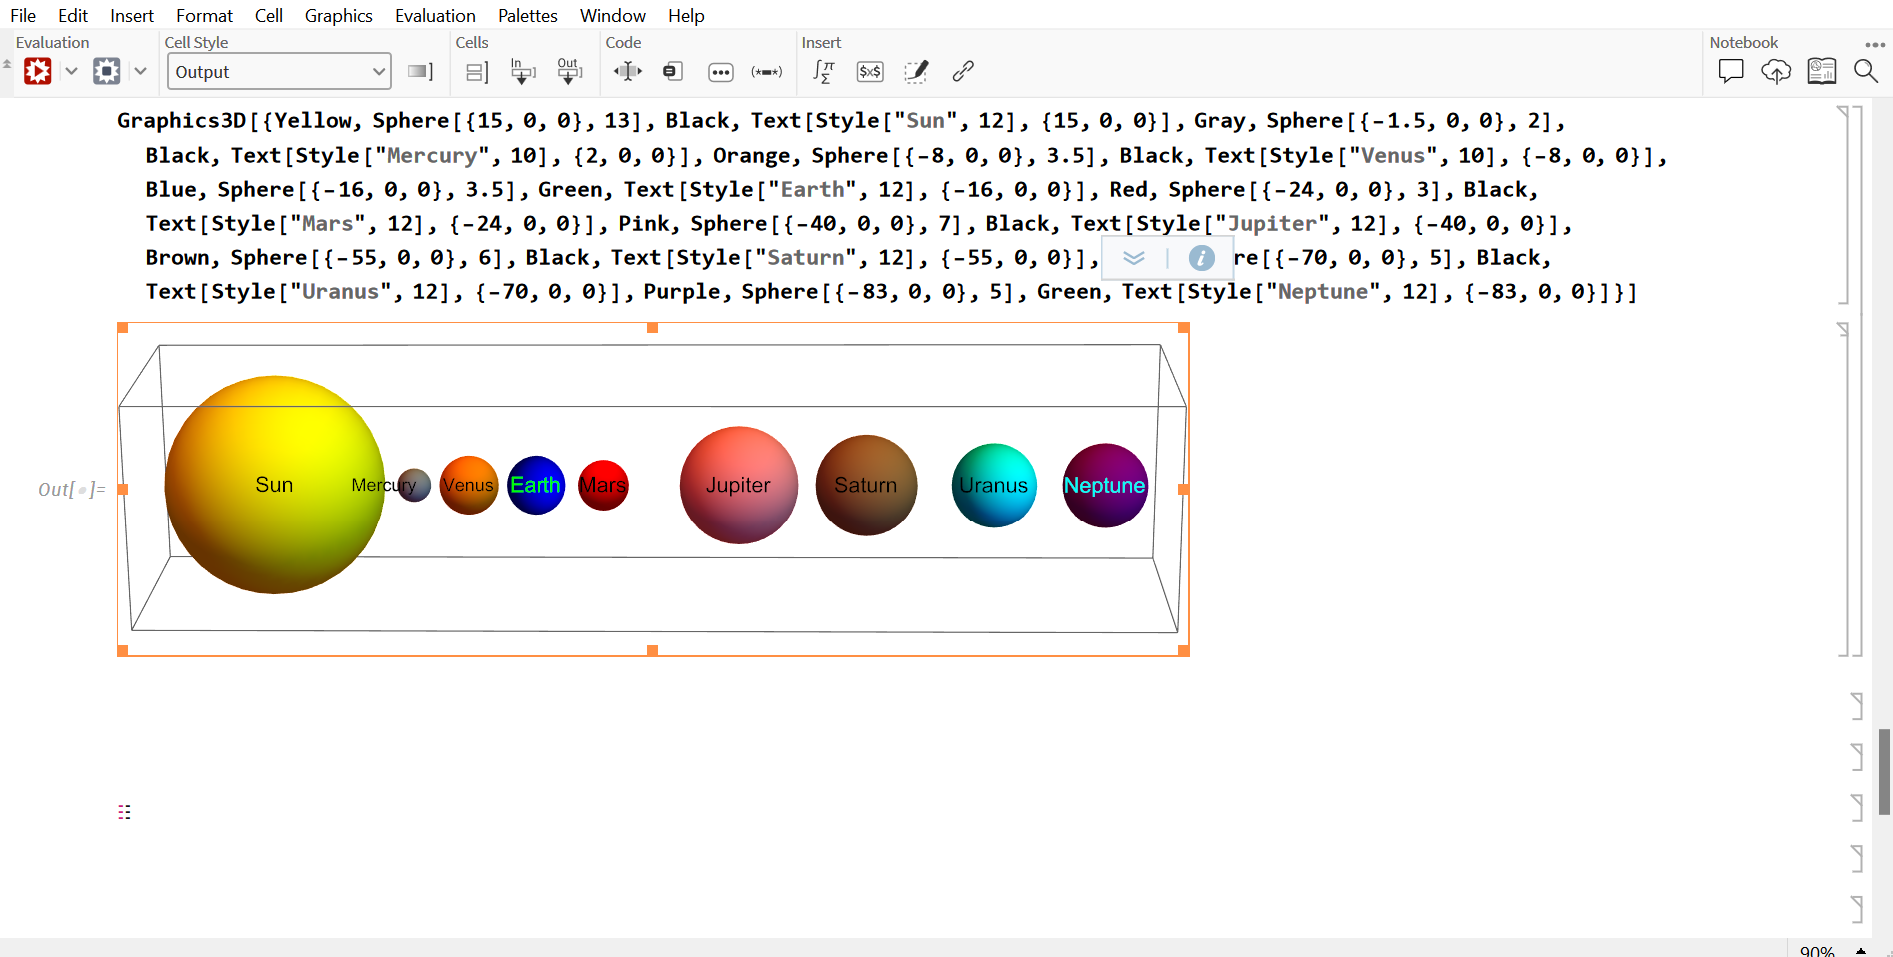 File Edit Insert Format Cell Graphics Evaluation Palettes Window Help
Evaluation Cell Style Cells Code Insert Notebook
Output In Out (*▪*) ∫π Σ $x$
Graphics3D[{Yellow, Sphere[{15, 0, 0}, 13], Black, Text[Style["Sun", 12], {15, 0, 0}], Gray, Sphere[{-1.5, 0, 0}, 2],
Black, Text[Style["Mercury", 10], {2, 0, 0}], Orange, Sphere[{-8, 0, 0}, 3.5], Black, Text[Style["Venus", 10], {-8, 0, 0}],
Blue, Sphere[{-16, 0, 0}, 3.5], Green, Text[Style["Earth", 12], {-16, 0, 0}], Red, Sphere[{-24, 0, 0}, 3], Black,
Text[Style["Mars", 12], {-24, 0, 0}], Pink, Sphere[{-40, 0, 0}, 7], Black, Text[Style["Jupiter", 12], {-40, 0, 0}],
Brown, Sphere[{-55, 0, 0}, 6], Black, Text[Style["Saturn", 12], {-55, 0, 0}], i re[{-70, 0, 0}, 5], Black,
Text[Style["Uranus", 12], {-70, 0, 0}], Purple, Sphere[{-83, 0, 0}, 5], Green, Text[Style["Neptune", 12], {-83, 0, 0}]}]
Out[•]=
Sun Mercury Venus Earth Mars Jupiter Saturn Uranus Neptune
90%